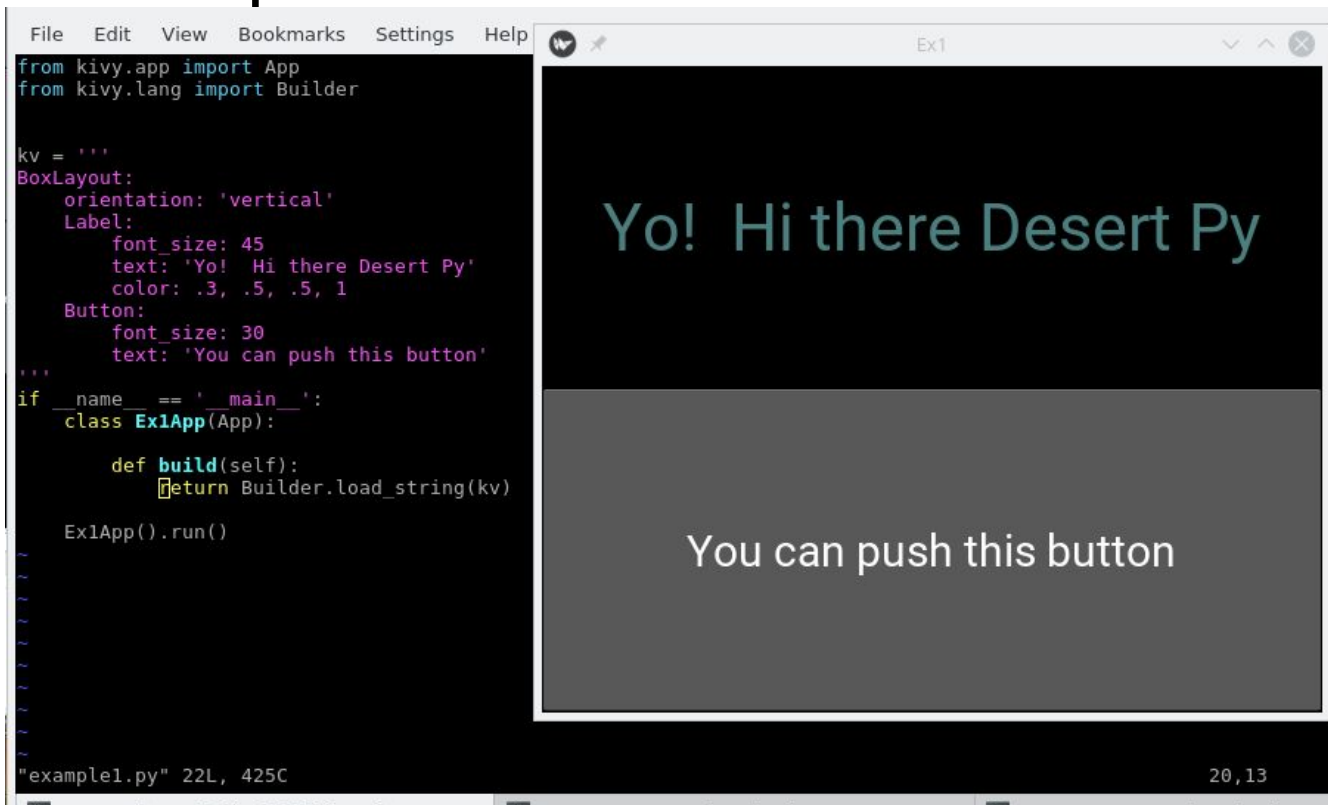 File Edit View Bookmarks Settings Help
from kivy.app import App
from kivy.lang import Builder
kv = '''
BoxLayout:
    orientation: 'vertical'
    Label:
        font_size: 45
        text: 'Yo!  Hi there Desert Py'
        color: .3, .5, .5, 1
    Button:
        font_size: 30
        text: 'You can push this button'
'''
if __name__ == '__main__':
    class Ex1App(App):
        def build(self):
            return Builder.load_string(kv)
    Ex1App().run()
~
~
~
~
~
~
~
~
~
~
"example1.py" 22L, 425C 20,13
Ex1
Yo!  Hi there Desert Py
You can push this button